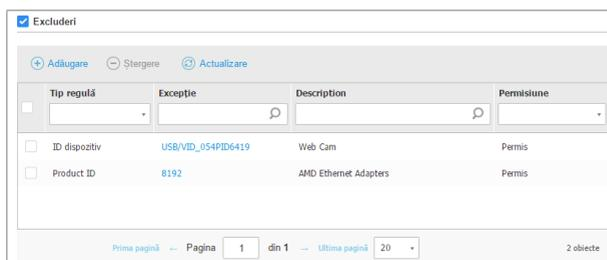 Excluderi
Adăugare Ștergere Actualizare
Tip regulă Excepție Description Permisiune
ID dispozitiv USB/VID_054PID6419 Web Cam Permis
Product ID 8192 AMD Ethernet Adapters Permis
Prima pagină ← Pagina 1 din 1 → Ultima pagină 20 2 obiecte